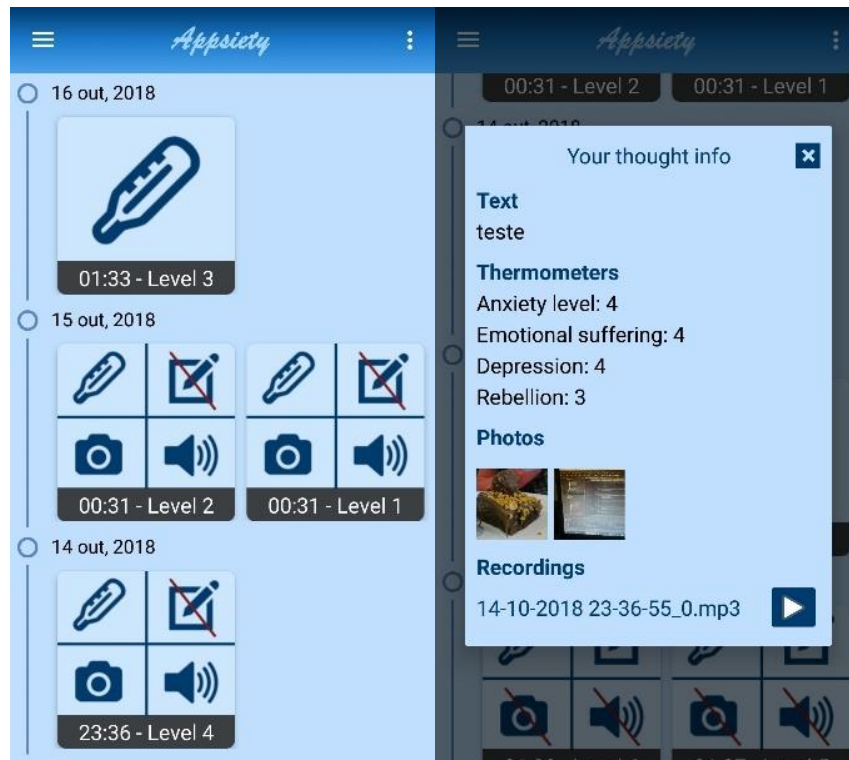 Appsiety
16 out, 2018
01:33 - Level 3
15 out, 2018
00:31 - Level 2
00:31 - Level 1
14 out, 2018
23:36 - Level 4
Appsiety
00:31 - Level 2
00:31 - Level 1
14 out, 2018
Your thought info
Text
teste
Thermometers
Anxiety level: 4
Emotional suffering: 4
Depression: 4
Rebellion: 3
Photos
Recordings
14-10-2018 23-36-55_0.mp3